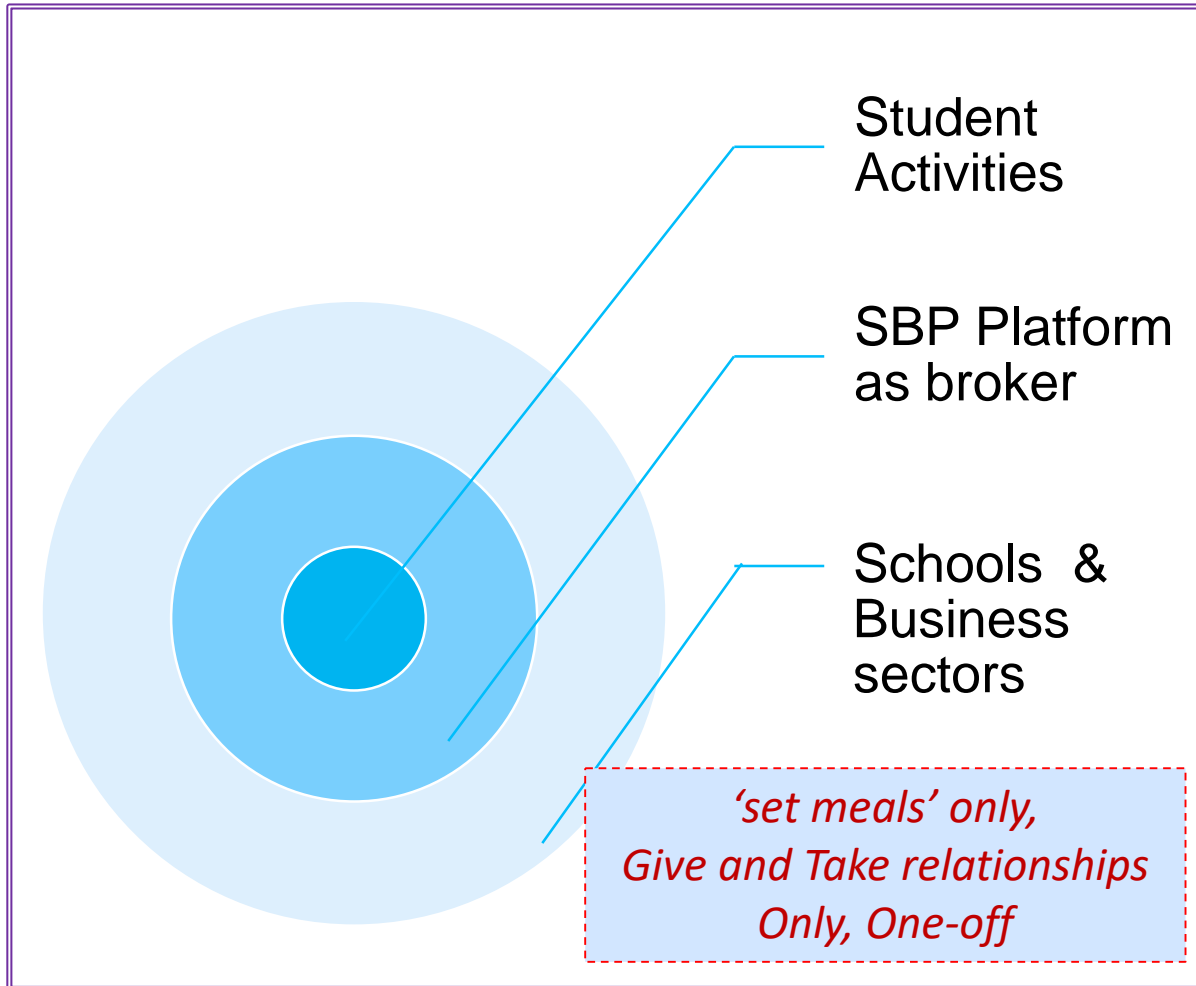 Student
Activities
SBP Platform
as broker
Schools &
Business
sectors
‘set meals’ only,
Give and Take relationships
Only, One-off